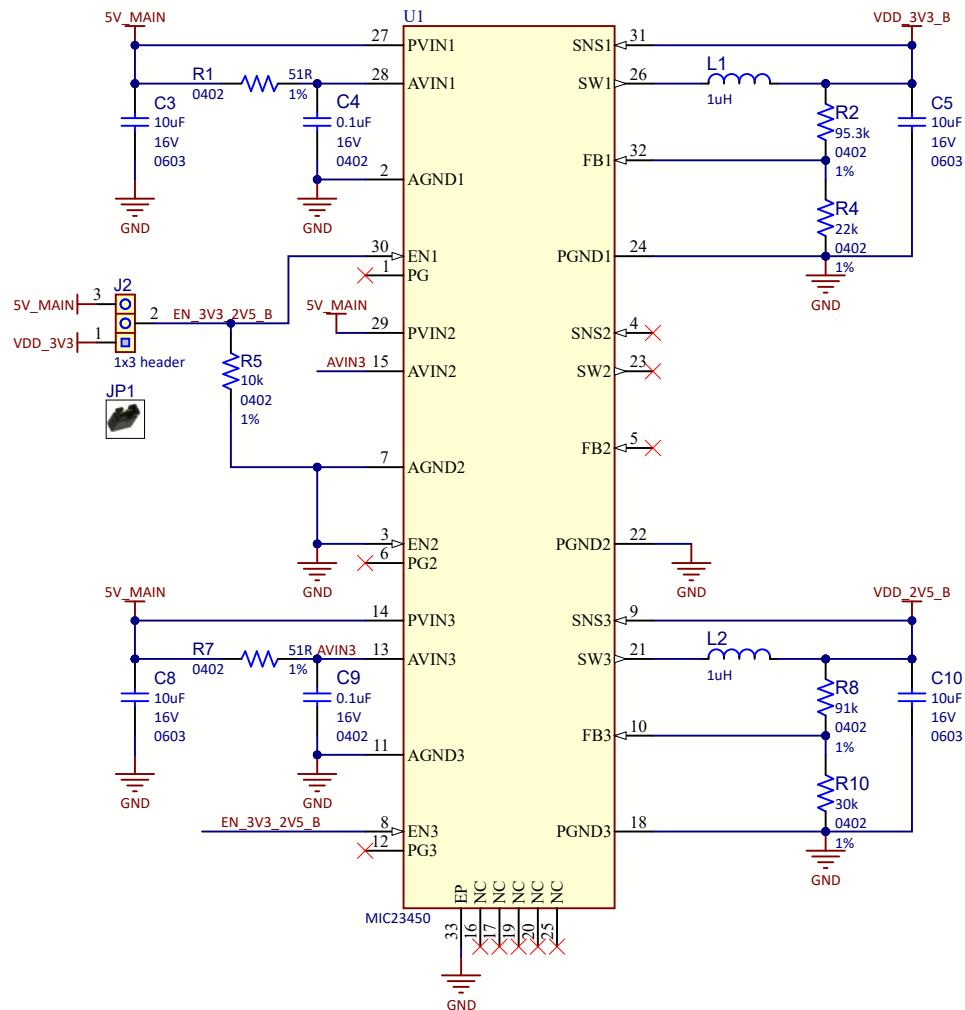 U1
5V_MAIN
VDD_3V3_B
27 PVIN1
SNS1 31
R1
0402
51R
1%
28 AVIN1
SW1 26
L1
1uH
C3
10uF
16V
0603
C4
0.1uF
16V
0402
R2
95.3k
0402
1%
C5
10uF
16V
0603
FB1 32
2 AGND1
GND
GND
R4
22k
0402
1%
30 EN1
PGND1 24
1 PG
GND
J2
5V_MAIN 3
2 EN_3V3_2V5_B
VDD_3V3 1
1x3 header
JP1
5V_MAIN
29 PVIN2
SNS2 4
AVIN3 15 AVIN2
SW2 23
R5
10k
0402
1%
FB2 5
7 AGND2
3 EN2
PGND2 22
6 PG2
GND
GND
5V_MAIN
VDD_2V5_B
14 PVIN3
SNS3 9
R7
0402
51R
1%
AVIN3
13 AVIN3
SW3 21
L2
1uH
C8
10uF
16V
0603
C9
0.1uF
16V
0402
R8
91k
0402
1%
C10
10uF
16V
0603
FB3 10
11 AGND3
GND
GND
R10
30k
0402
1%
EN_3V3_2V5_B 8 EN3
PGND3 18
12 PG3
GND
EP NC NC NC NC NC
MIC23450
33 16 17 19 20 25
GND